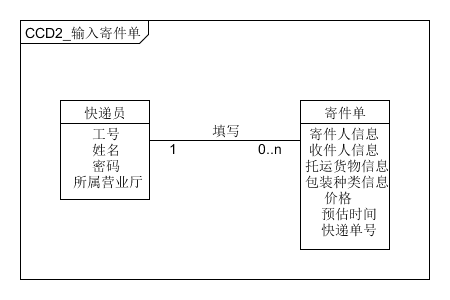 CCD2_输入寄件单
快递员
工号
姓名
密码
所属营业厅
填写
1
0..n
寄件单
寄件人信息
收件人信息
托运货物信息
包装种类信息
价格
预估时间
快递单号